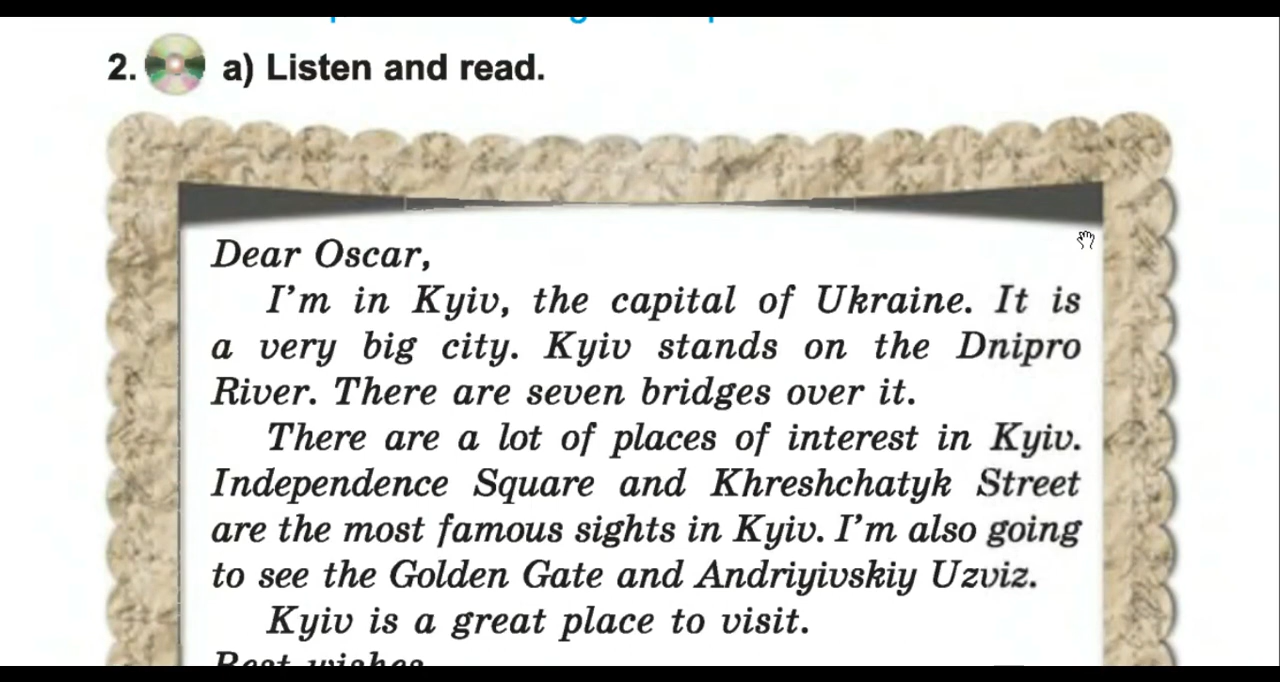 2. a) Listen and read.
Dear Oscar,
I'm in Kyiv, the capital of Ukraine. It is
a very big city. Kyiv stands on the Dnipro
River. There are seven bridges over it.
There are a lot of places of interest in Kyiv.
Independence Square and Khreshchatyk Street
are the most famous sights in Kyiv. I'm also going
to see the Golden Gate and Andriyivskiy Uzviz.
Kyiv is a great place to visit.
Best wishes